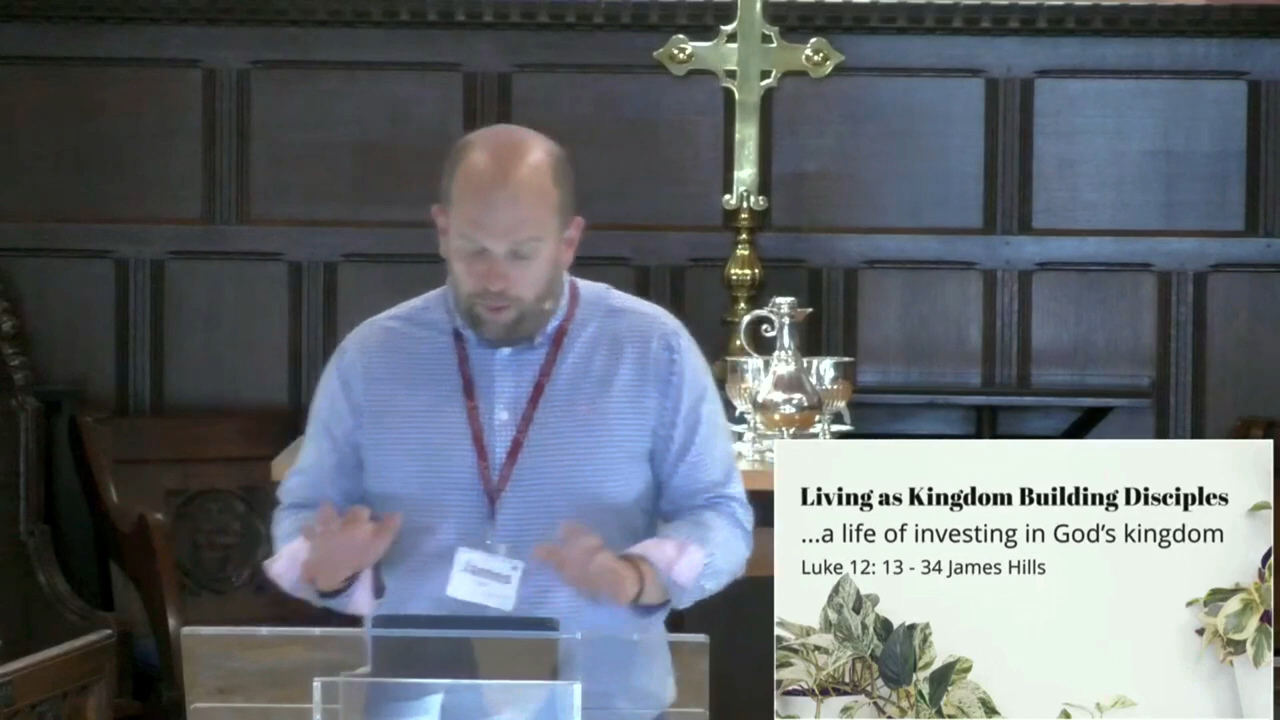 Living as Kingdom Building Disciples
...a life of investing in God's kingdom
Luke 12: 13 - 34 James Hills